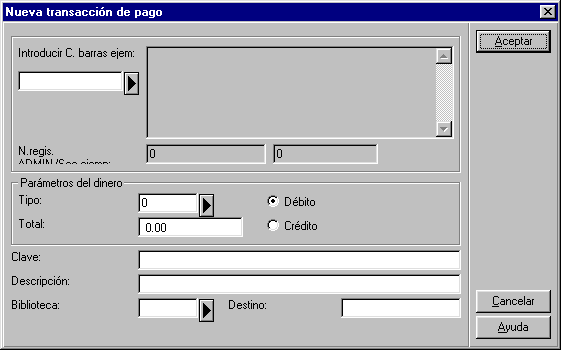 Nueva transacción de pago
Introducir C. barras ejem:
Aceptar
N.regis.
ADMIN/Sec.ejemp:
0 0
Parámetros del dinero
Tipo: 0 Débito
Total: 0.00 Crédito
Clave:
Descripción:
Biblioteca: Destino:
Cancelar
Ayuda